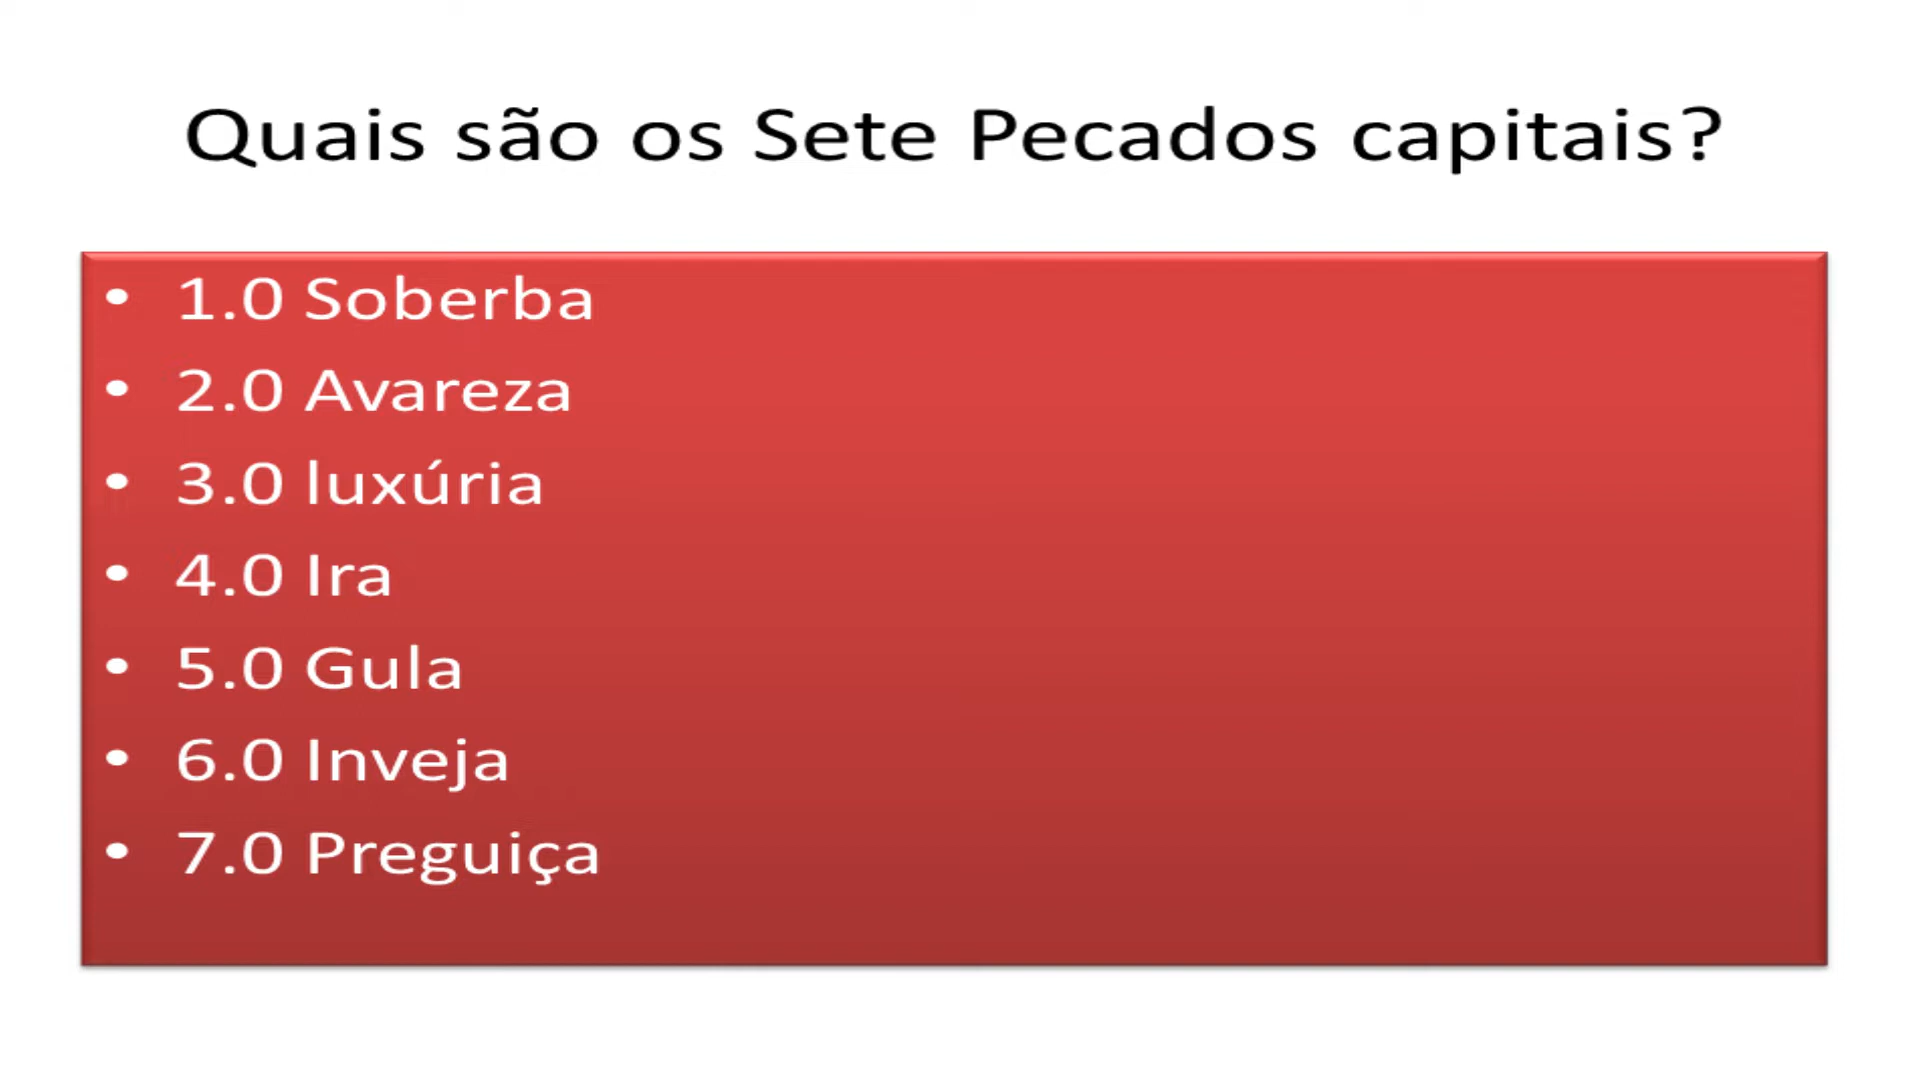 Quais são os Sete Pecados capitais?
• 1.0 Soberba
• 2.0 Avareza
• 3.0 luxúria
• 4.0 Ira
• 5.0 Gula
• 6.0 Inveja
• 7.0 Preguiça